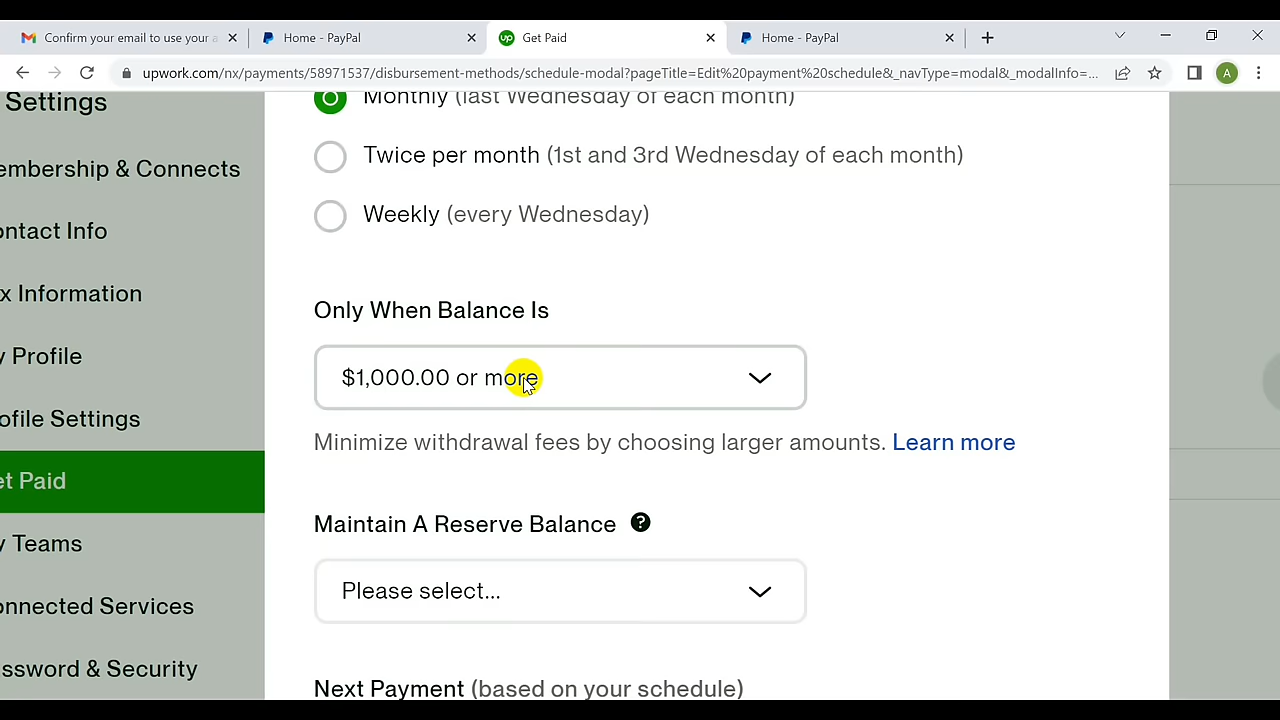 Confirm your email to use your a
Home - PayPal
up Get Paid
Home - PayPal
upwork.com/nx/payments/58971537/disbursement-methods/schedule-modal?pageTitle=Edit%20payment%20schedule&_navType=modal&_modalInfo=...
A
Settings
embership & Connects
ontact Info
x Information
y Profile
ofile Settings
et Paid
y Teams
onnected Services
ssword & Security
Monthly (last Wednesday of each month)
Twice per month (1st and 3rd Wednesday of each month)
Weekly (every Wednesday)
Only When Balance Is
$1,000.00 or more
Minimize withdrawal fees by choosing larger amounts. Learn more
Maintain A Reserve Balance ?
Please select...
Next Payment (based on your schedule)